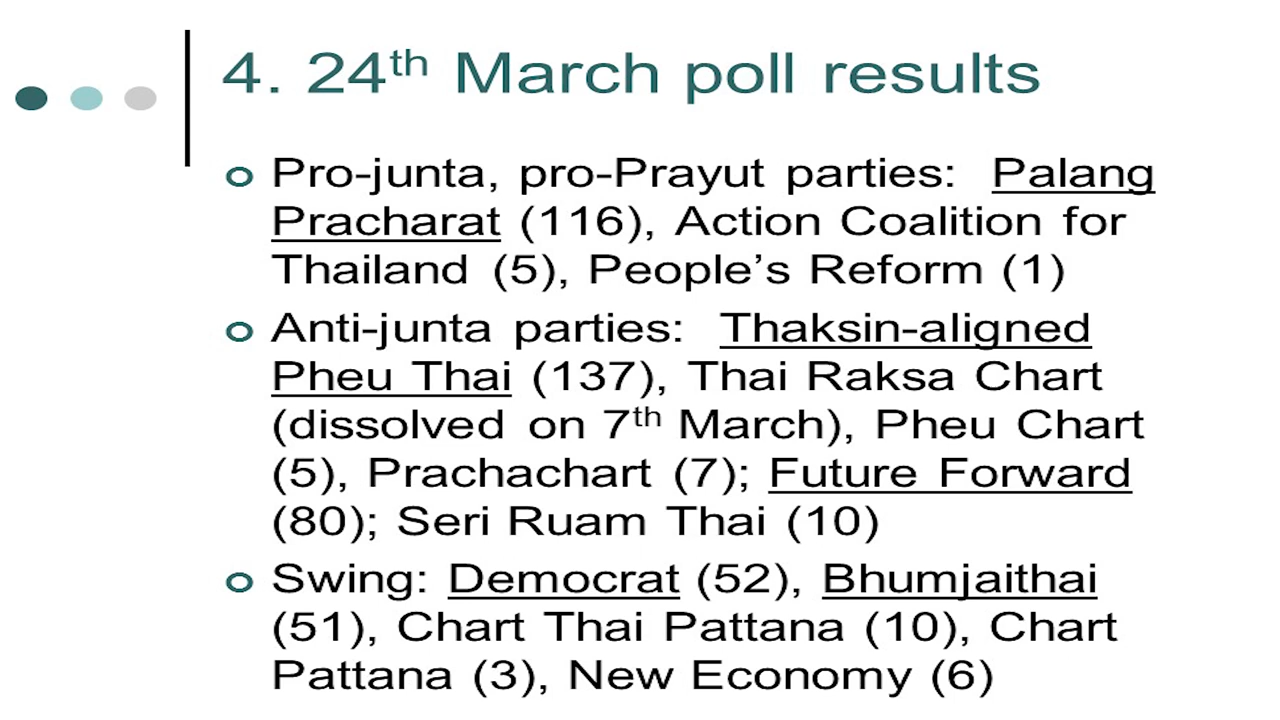 4. 24th March poll results
Pro-junta, pro-Prayut parties: Palang
Pracharat (116), Action Coalition for
Thailand (5), People’s Reform (1)
Anti-junta parties: Thaksin-aligned
Pheu Thai (137), Thai Raksa Chart
(dissolved on 7th March), Pheu Chart
(5), Prachachart (7); Future Forward
(80); Seri Ruam Thai (10)
Swing: Democrat (52), Bhumjaithai
(51), Chart Thai Pattana (10), Chart
Pattana (3), New Economy (6)